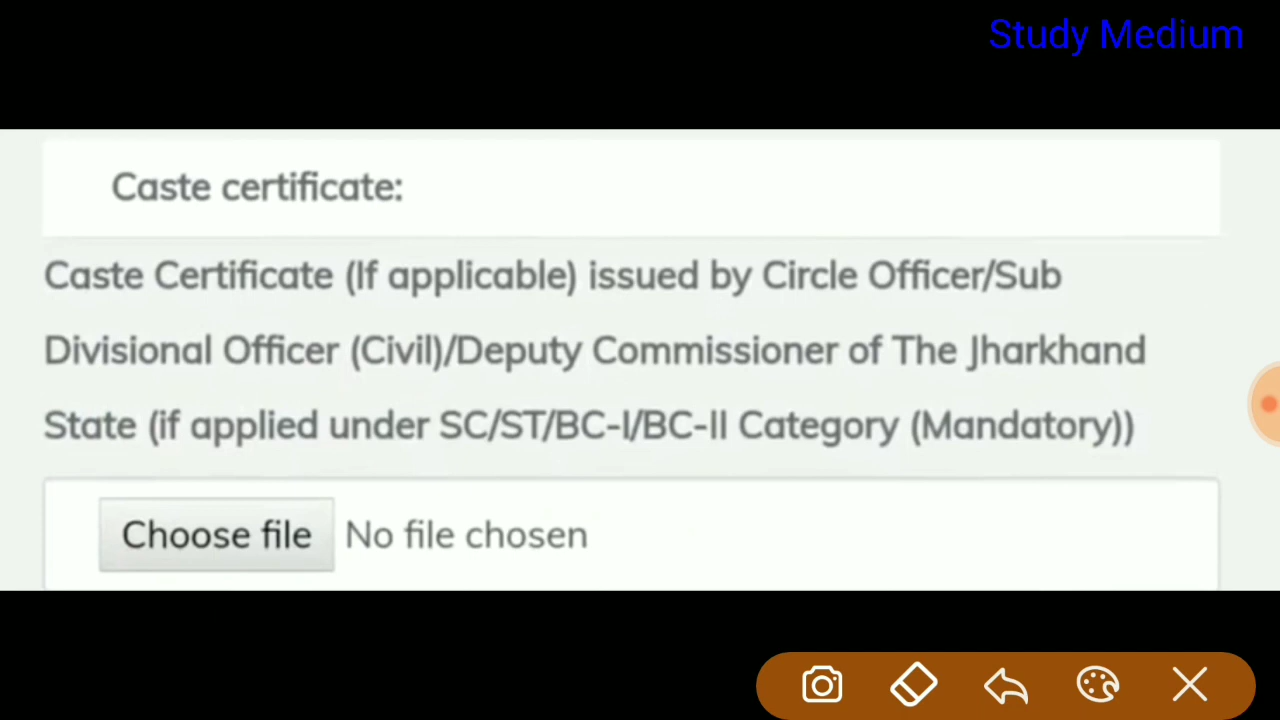 Study Medium
Caste certificate:
Caste Certificate (If applicable) issued by Circle Officer/Sub
Divisional Officer (Civil)/Deputy Commissioner of The Jharkhand
State (if applied under SC/ST/BC-I/BC-II Category (Mandatory))
Choose file No file chosen